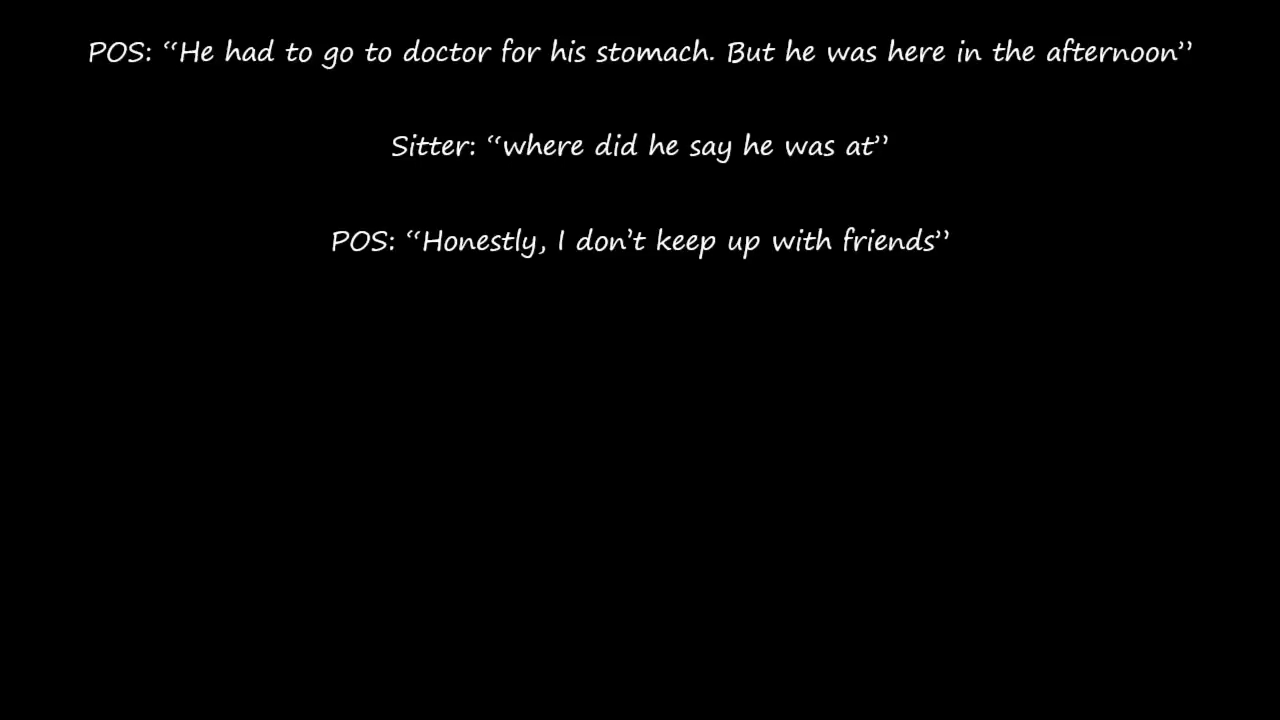 POS: “He had to go to doctor for his stomach. But he was here in the afternoon”
Sitter: “where did he say he was at”
POS: “Honestly, I don’t keep up with friends”